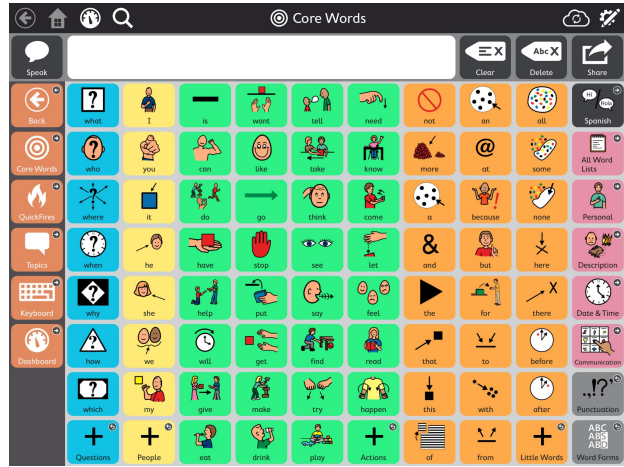 Core Words
Speak
X
Clear
Abc X
Delete
Share
Back
?
what
I
is
want
tell
need
not
an
all
Hi
Hola
Spanish
Core Words
?
who
you
can
like
take
know
more
@
at
some
All Word
Lists
QuickFires
where
it
do
go
think
come
a
because
none
Personal
Topics
when
he
have
stop
see
let
&
and
but
here
Description
Keyboard
?
why
she
help
put
say
feel
the
for
X
there
Date & Time
Dashboard
?
how
we
will
get
find
read
that
to
before
Communication
?
which
my
give
make
try
happen
this
with
after
.,!?'
Punctuation
+
Questions
+
People
eat
drink
play
+
Actions
of
from
+
Little Words
ABC
ABS
ABD
Word Forms